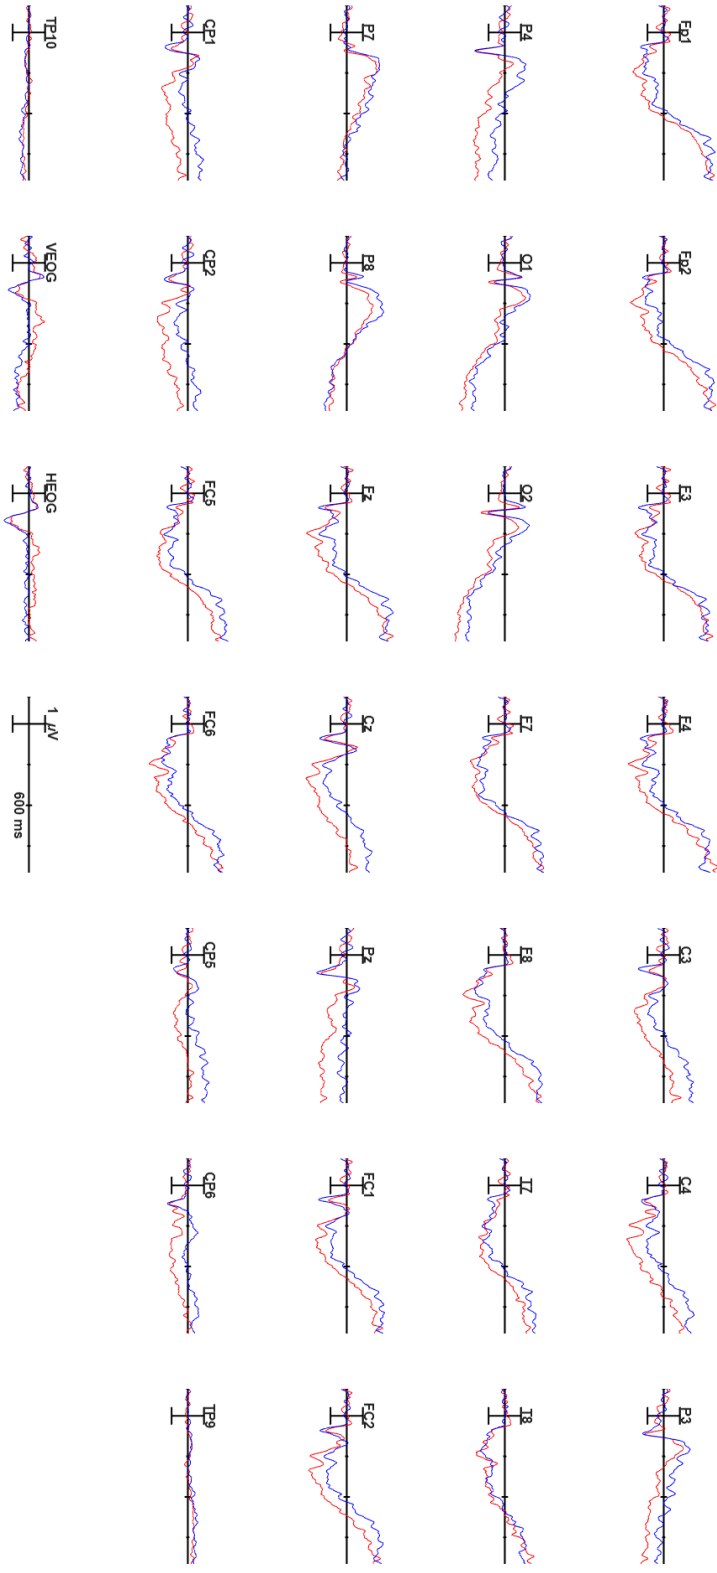 Fp1 Fp2 F3 F4 C3 C4 P3
P4 O1 O2 F7 F8 T7 T8
P7 P8 Fz Cz Pz FC1 FC2
CP1 CP2 FC5 FC6 CP5 CP6 TP9
TP10 VEOG HEOG 1 µV
600 ms